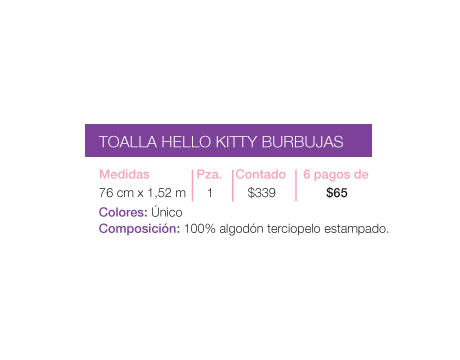 TOALLA HELLO KITTY BURBUJAS
Medidas Pza. Contado 6 pagos de
76 cm x 1,52 m 1 $339 $65
Colores: Único
Composición: 100% algodón terciopelo estampado.